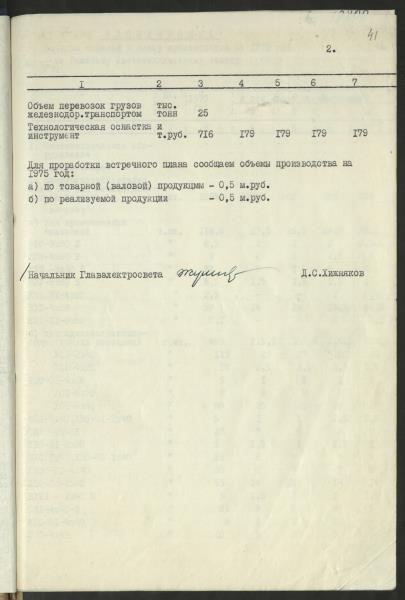 41
2.
I 2 3 4 5 6 7
Объем перевозок грузов тыс.
железнодор.транспортом тонн 25
Технологическая оснастка и
инструмент т.руб. 716 179 179 179 179
Для проработки встречного плана сообщаем объемы производства на
1975 год:
а) по товарной (валовой) продукции - 0,5 м.руб.
б) по реализуемой продукции - 0,5 м.руб.
Начальник Главалектросвета Д.С.Хижняков